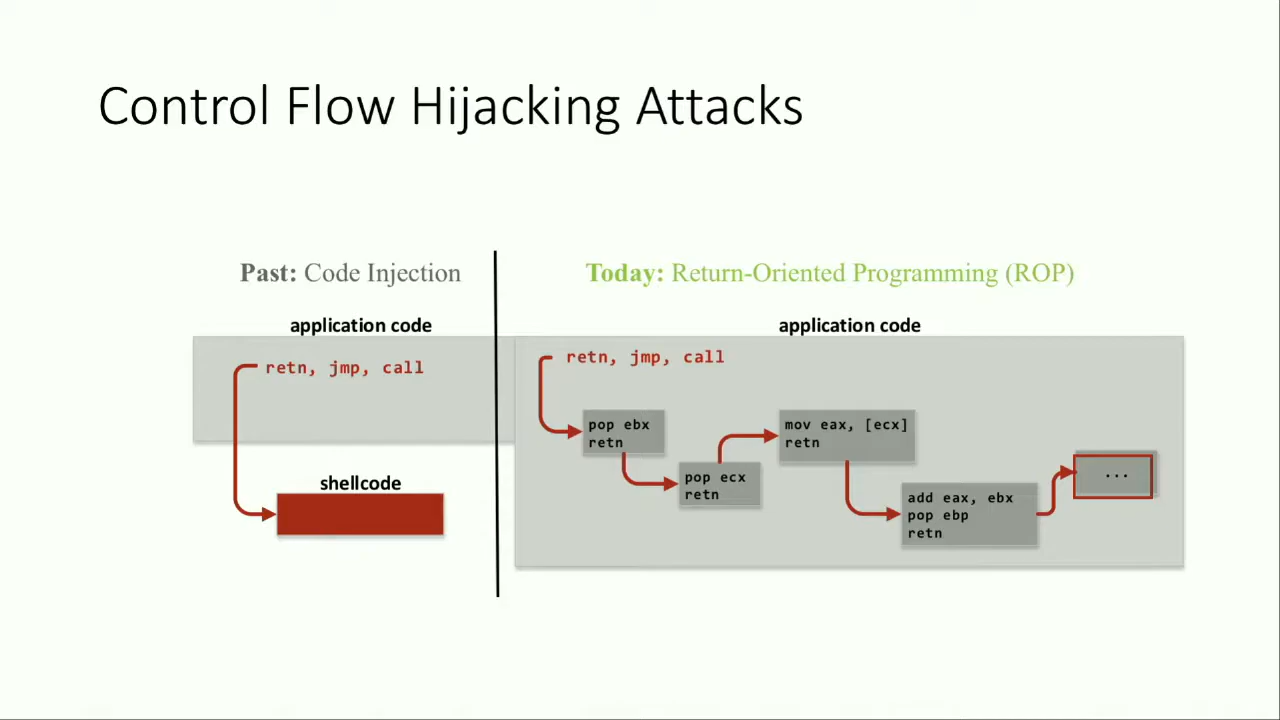 Control Flow Hijacking Attacks
Past: Code Injection
application code
retn, jmp, call
shellcode
Today: Return-Oriented Programming (ROP)
application code
retn, jmp, call
pop ebx
retn
pop ecx
retn
mov eax, [ecx]
retn
add eax, ebx
pop ebp
retn
...